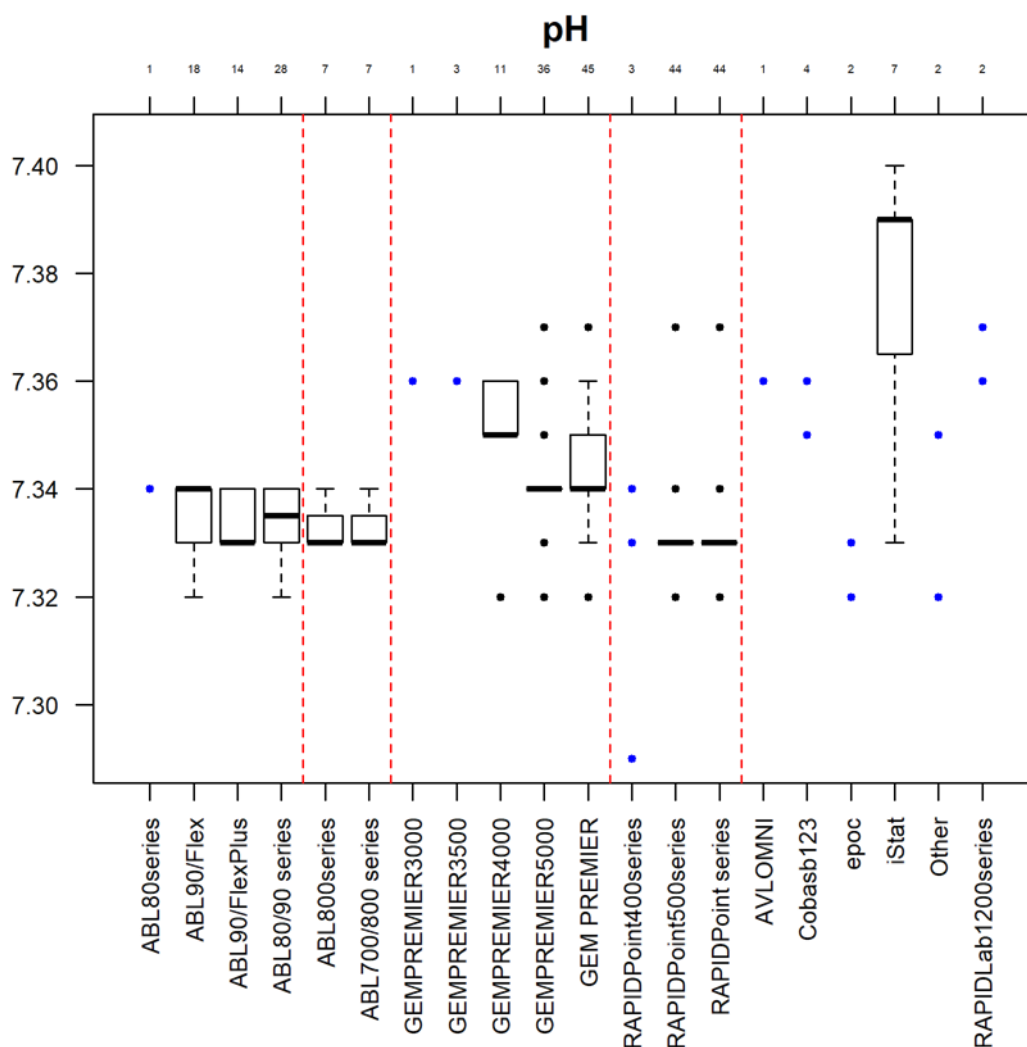 pH
1 18 14 28 7 7 1 3 11 36 45 3 44 44 1 4 2 7 2 2
7.40
7.38
7.36
7.34
7.32
7.30
ABL80series
ABL90/Flex
ABL90/FlexPlus
ABL80/90 series
ABL800series
ABL700/800 series
GEMPREMIER3000
GEMPREMIER3500
GEMPREMIER4000
GEMPREMIER5000
GEM PREMIER
RAPIDPoint400series
RAPIDPoint500series
RAPIDPoint series
AVLOMNI
Cobasb123
epoc
iStat
Other
RAPIDLab1200series